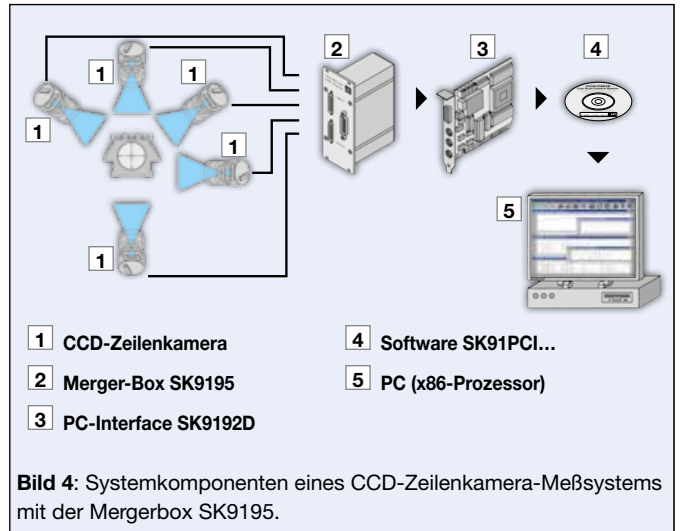 1
1
1
1
1
2
3
4
5
1 CCD-Zeilenkamera
2 Merger-Box SK9195
3 PC-Interface SK9192D
4 Software SK91PCI...
5 PC (x86-Prozessor)
Bild 4: Systemkomponenten eines CCD-Zeilenkamera-Meßsystems
mit der Mergerbox SK9195.